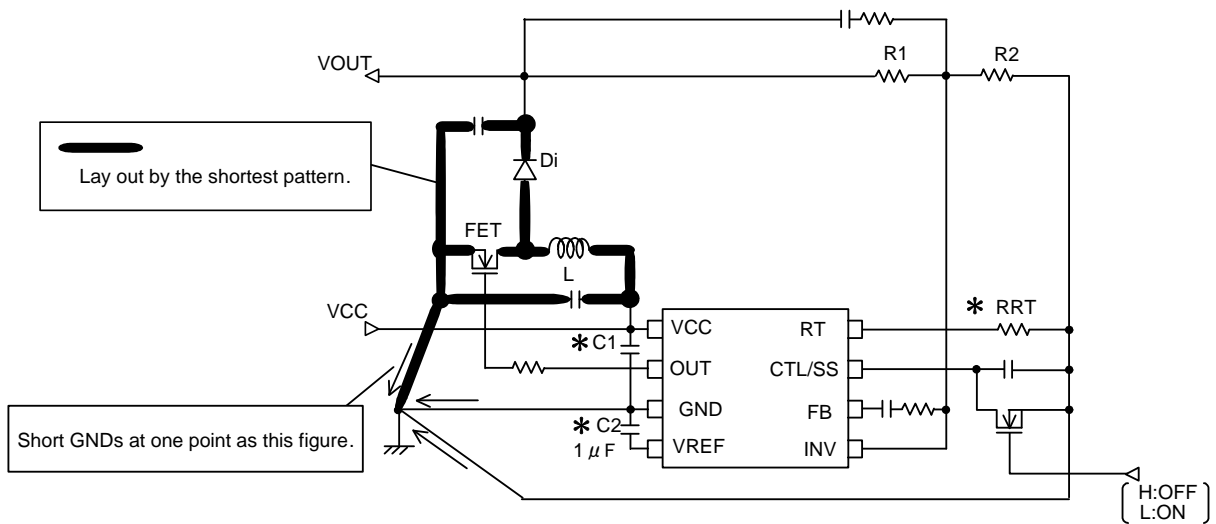 VOUT
R1
R2
Lay out by the shortest pattern.
Di
FET
L
VCC
* C1
VCC
OUT
GND
VREF
RT
CTL/SS
FB
INV
* RRT
* C2
1 μ F
Short GNDs at one point as this figure.
H:OFF
L:ON